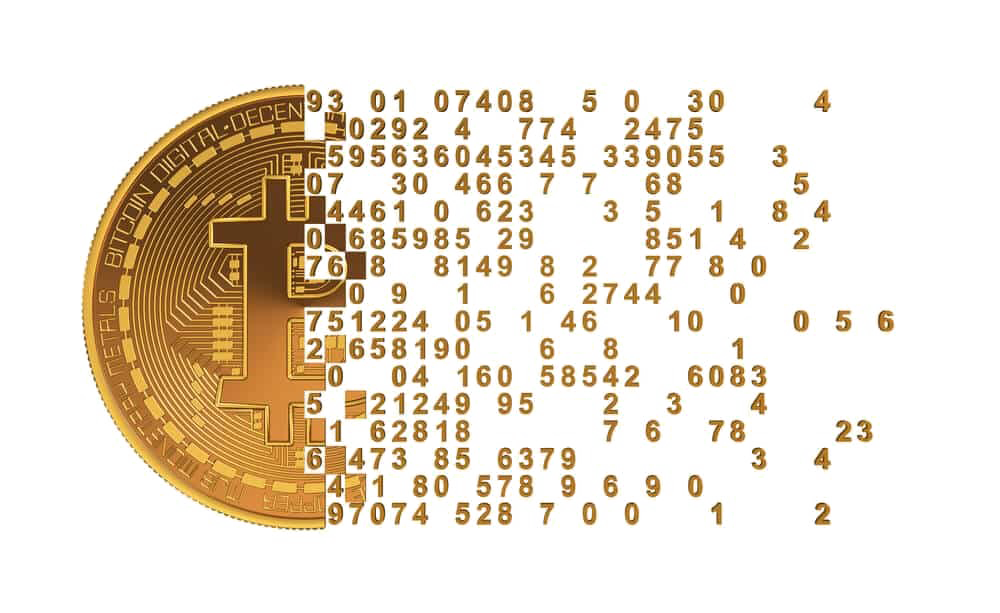 BITCOIN DIGITAL • DECEN
METALS
93 01 07408 5 0 30 4
0292 4 774 2475
595636045345 339055 3
07 30 466 7 7 68 5
4461 0 623 3 5 1 8 4
0 685985 29 851 4 2
76 8 8149 8 2 77 8 0
0 9 1 6 2744 0
751224 05 1 46 10 0 5 6
2 658190 6 8 1
0 04 160 58542 6083
5 21249 95 2 3 4
1 62818 7 6 78 23
6 473 85 6379 3 4
4 1 80 578 9 6 9 0
97074 528 7 0 0 1 2